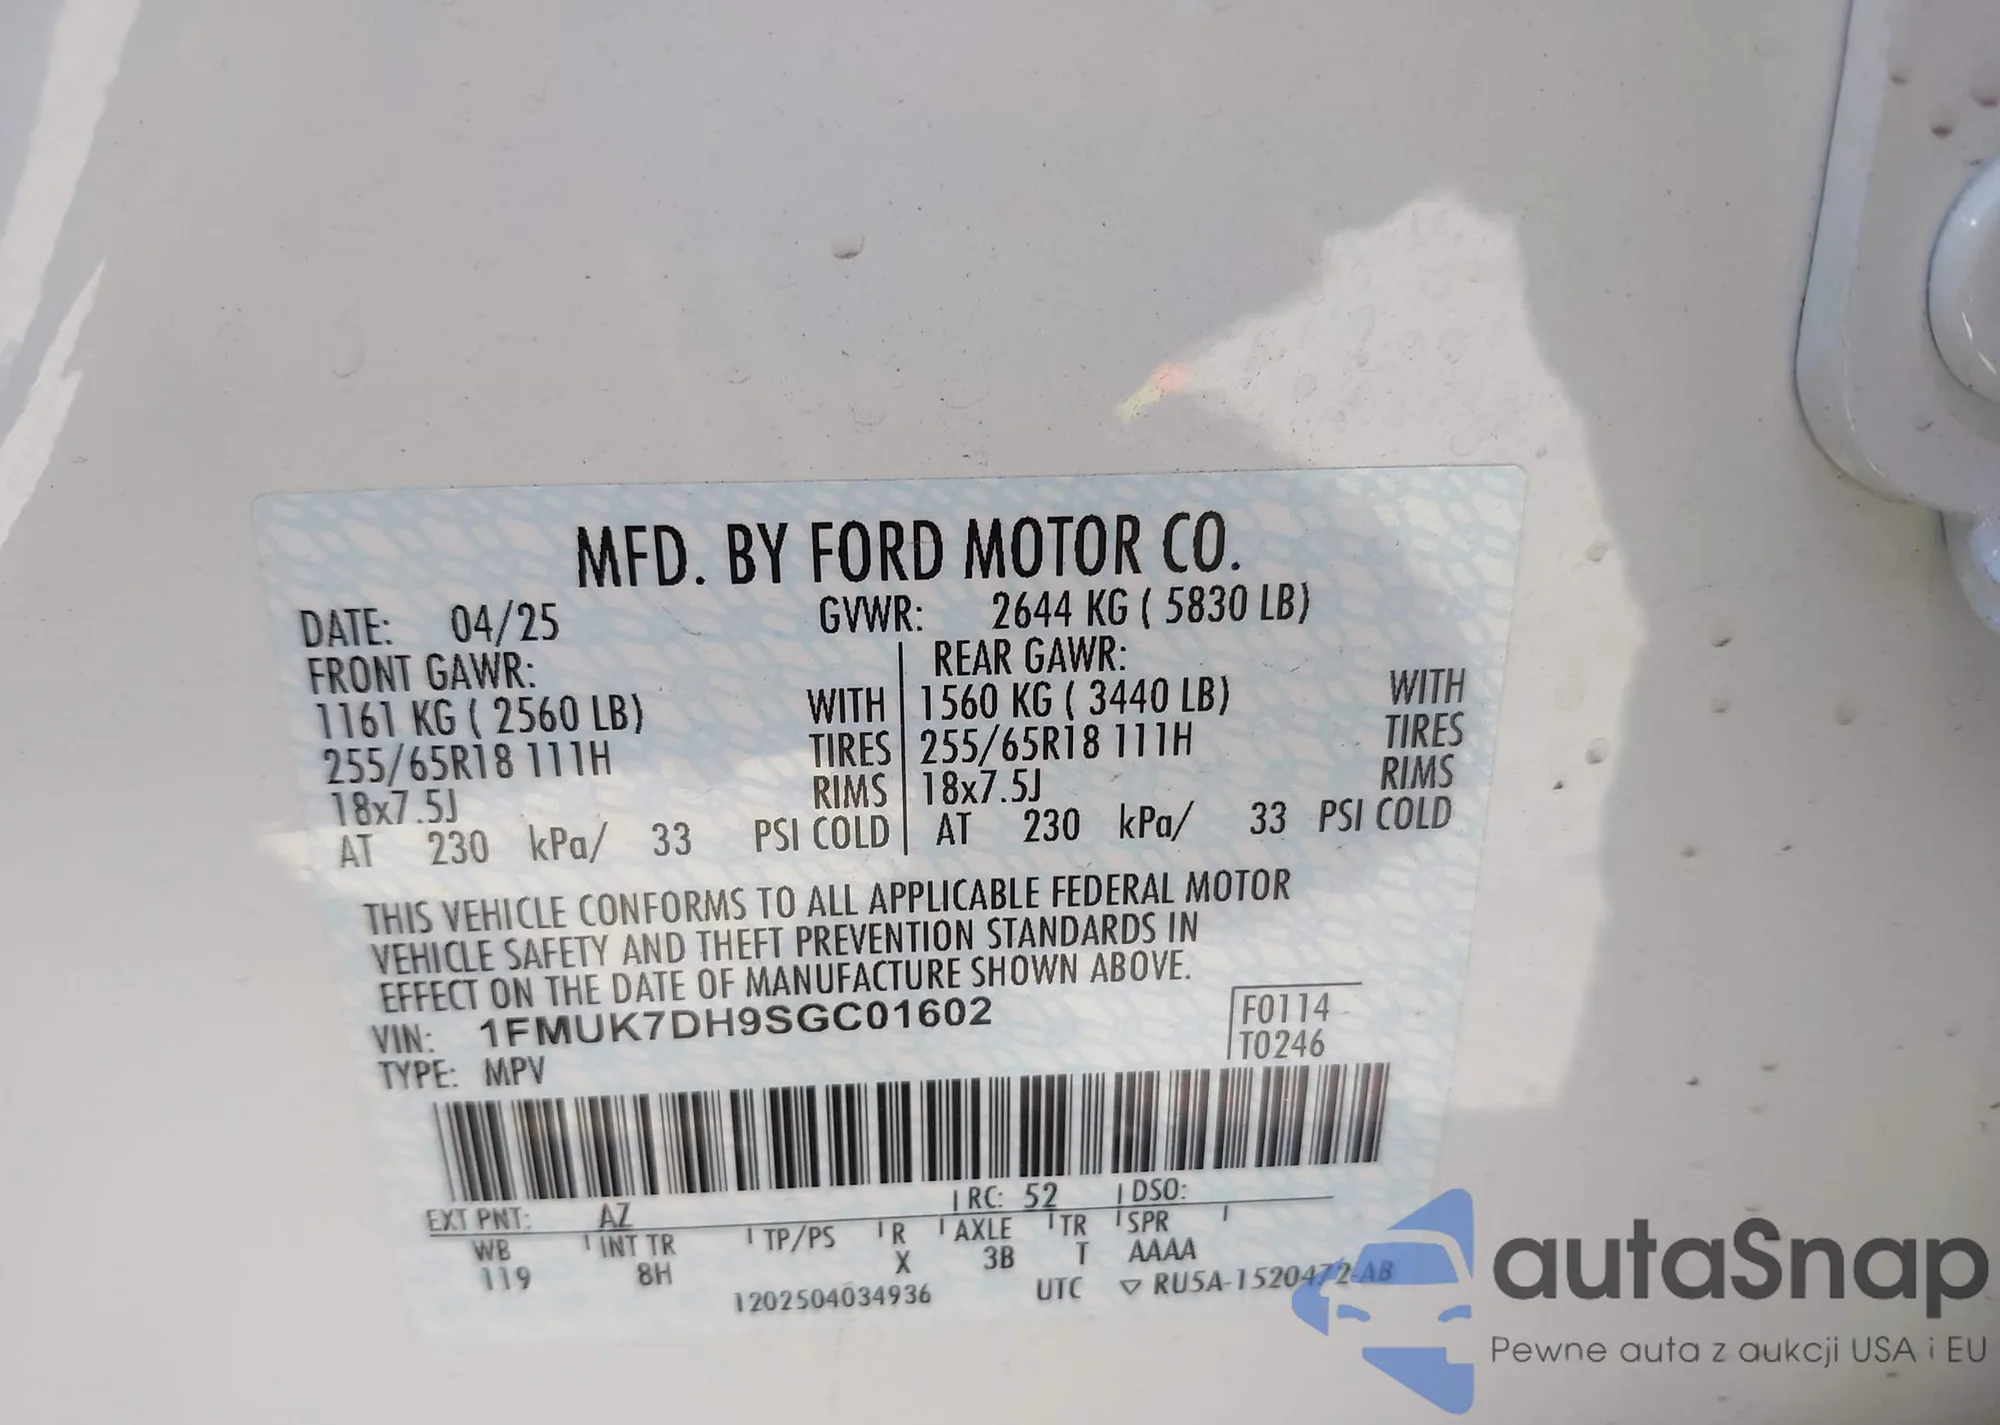 MFD. BY FORD MOTOR CO.
DATE: 04/25 GVWR: 2644 KG ( 5830 LB)
FRONT GAWR: REAR GAWR:
1161 KG ( 2560 LB) WITH 1560 KG ( 3440 LB) WITH
255/65R18 111H TIRES 255/65R18 111H TIRES
18x7.5J RIMS 18x7.5J RIMS
AT 230 kPa/ 33 PSI COLD AT 230 kPa/ 33 PSI COLD
THIS VEHICLE CONFORMS TO ALL APPLICABLE FEDERAL MOTOR
VEHICLE SAFETY AND THEFT PREVENTION STANDARDS IN
EFFECT ON THE DATE OF MANUFACTURE SHOWN ABOVE.
VIN: 1FMUK7DH9SGC01602 F0114
TYPE: MPV T0246
EXT PNT: AZ RC: 52 DSO:
WB INT TR TP/PS R AXLE TR SPR
119 8H X 3B T AAAA
1202504034936 UTC ▽ RU5A-1520472-AB
autaSnap
Pewne auta z aukcji USA i EU